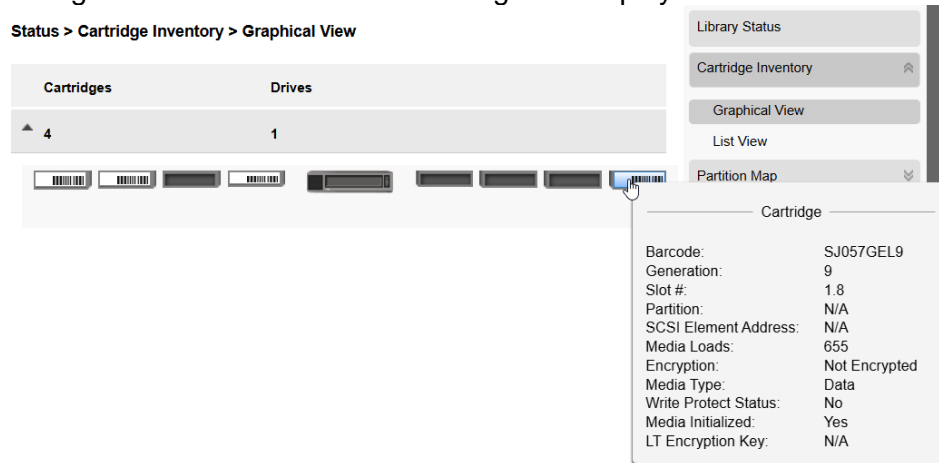 Status > Cartridge Inventory > Graphical View
Cartridges Drives
4 1
Library Status
Cartridge Inventory
Graphical View
List View
Partition Map
Cartridge
Barcode: SJ057GEL9
Generation: 9
Slot #: 1.8
Partition: N/A
SCSI Element Address: N/A
Media Loads: 655
Encryption: Not Encrypted
Media Type: Data
Write Protect Status: No
Media Initialized: Yes
LT Encryption Key: N/A